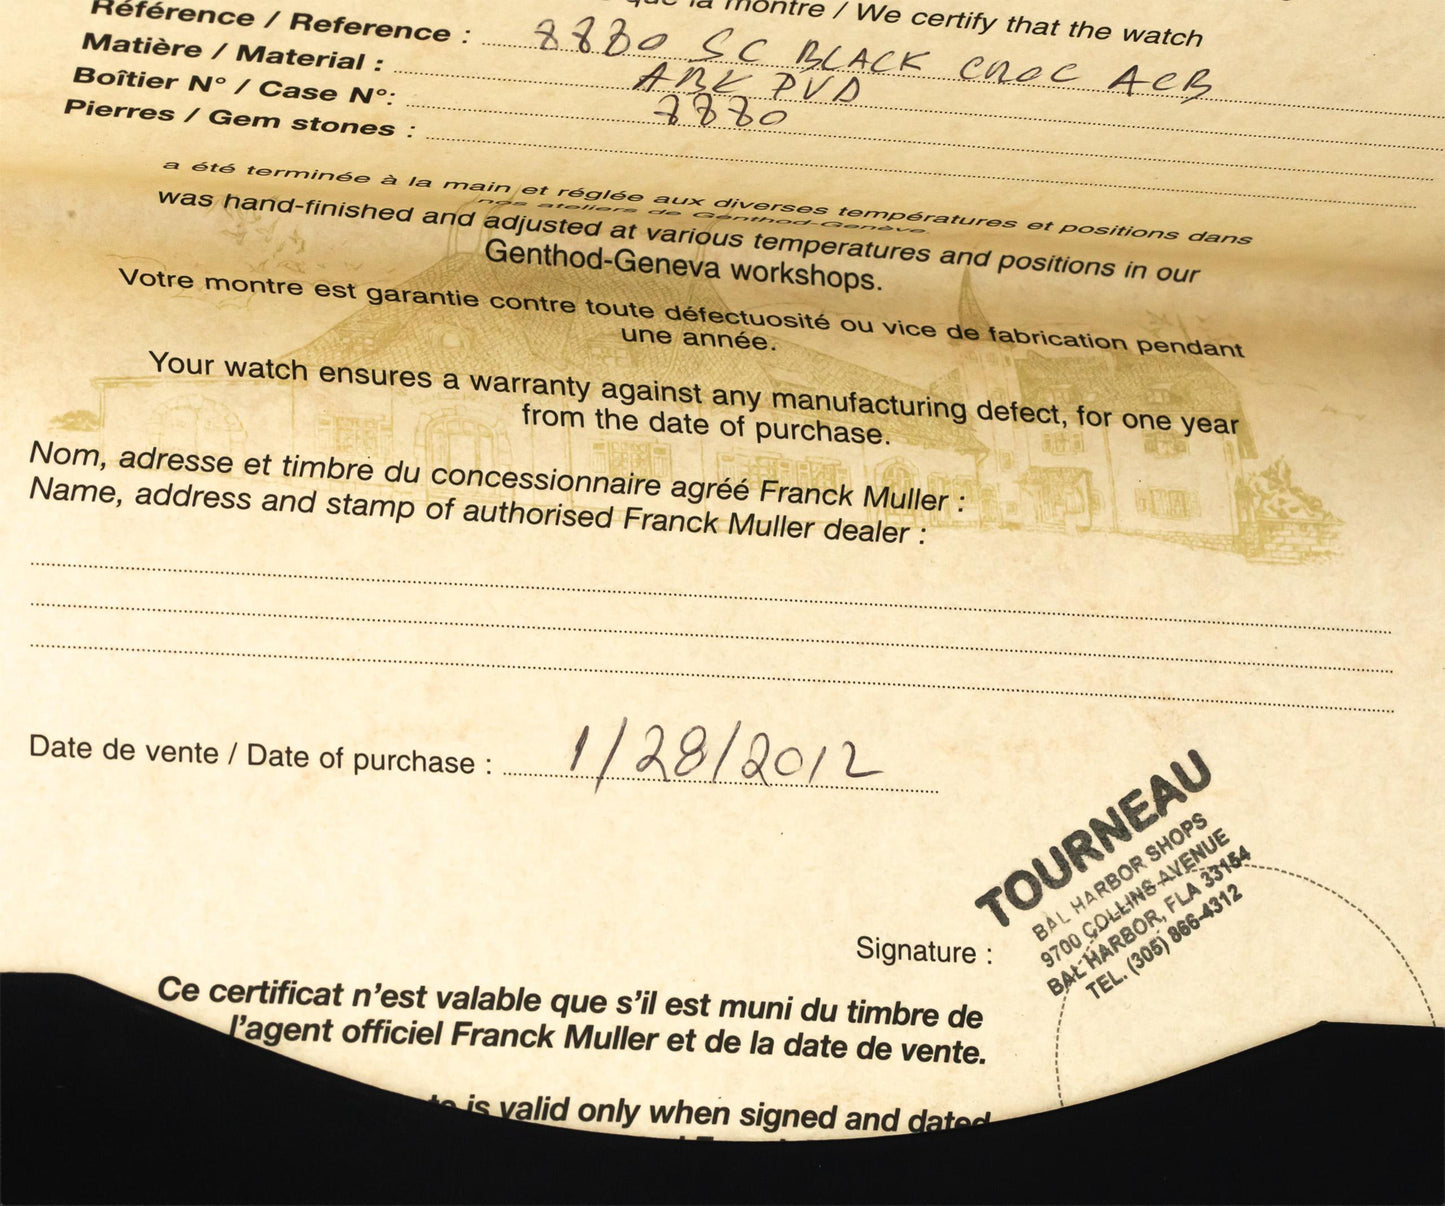 que la montre / We certify that the watch
Référence / Reference : 8880 SC BLACK CROC ACB
Matière / Material : PVD
Boîtier N° / Case N°: 8880
Pierres / Gem stones :
a été terminée à la main et réglée aux diverses températures et positions dans
nos ateliers de Genthod-Genève.
was hand-finished and adjusted at various temperatures and positions in our
Genthod-Geneva workshops.
Votre montre est garantie contre toute défectuosité ou vice de fabrication pendant
une année.
Your watch ensures a warranty against any manufacturing defect, for one year
from the date of purchase.
Nom, adresse et timbre du concessionnaire agréé Franck Muller :
Name, address and stamp of authorised Franck Muller dealer :
Date de vente / Date of purchase : 1/28/2012
TOURNEAU
BAL HARBOR SHOPS
9700 COLLINS AVENUE
BAL HARBOR, FLA 33154
TEL. (305) 866-4312
Signature :
Ce certificat n’est valable que s’il est muni du timbre de
l’agent officiel Franck Muller et de la date de vente.
is valid only when signed and dated